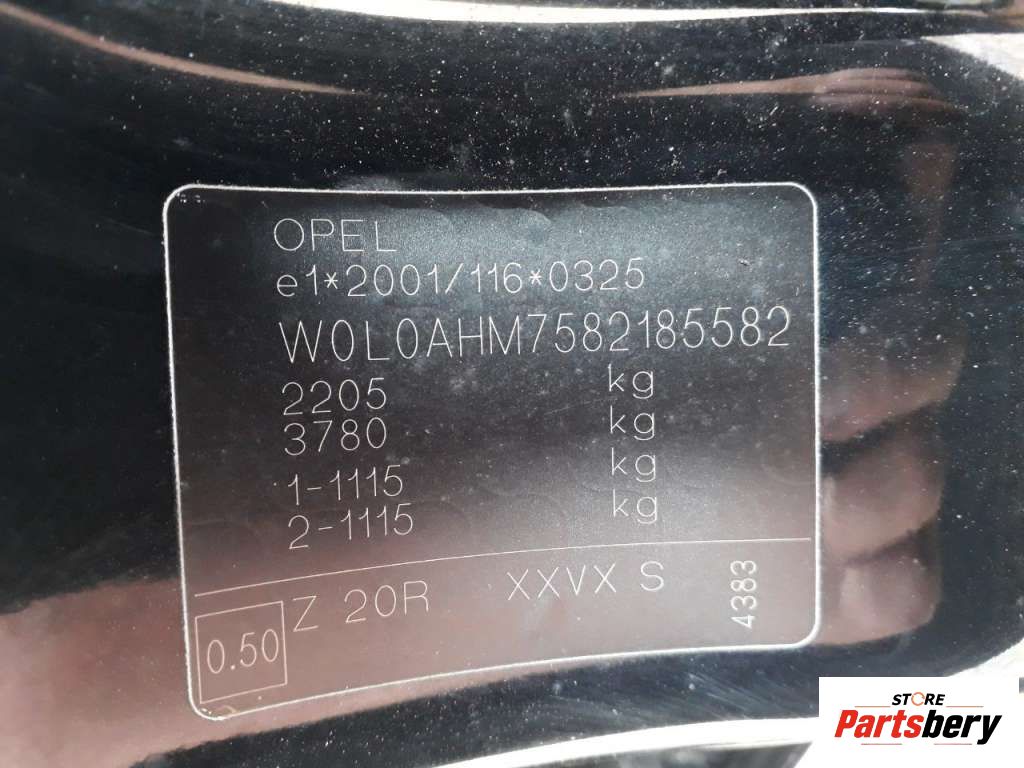 OPEL
e1*2001/116*0325
W0L0AHM7582185582
2205 kg
3780 kg
1-1115 kg
2-1115 kg
0.50 Z 20R XXVX S 4383
STORE
Partsbery